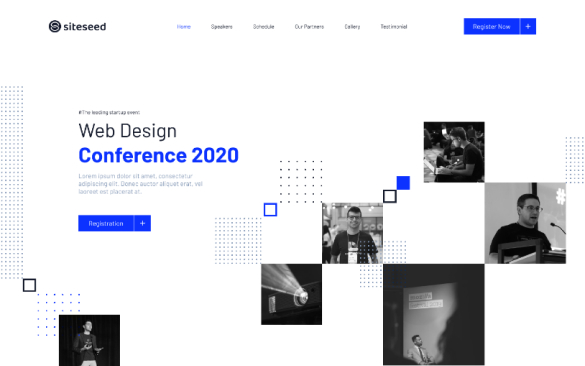 siteseed
Home
Speakers
Schedule
Our Partners
Gallery
Testimonial
Register Now +
#The leading startup event
Web Design
Conference 2020
Lorem ipsum dolor sit amet, consectetur
adipiscing elit. Donec auctor aliquet erat, vel
laoreet est placerat at.
Registration +